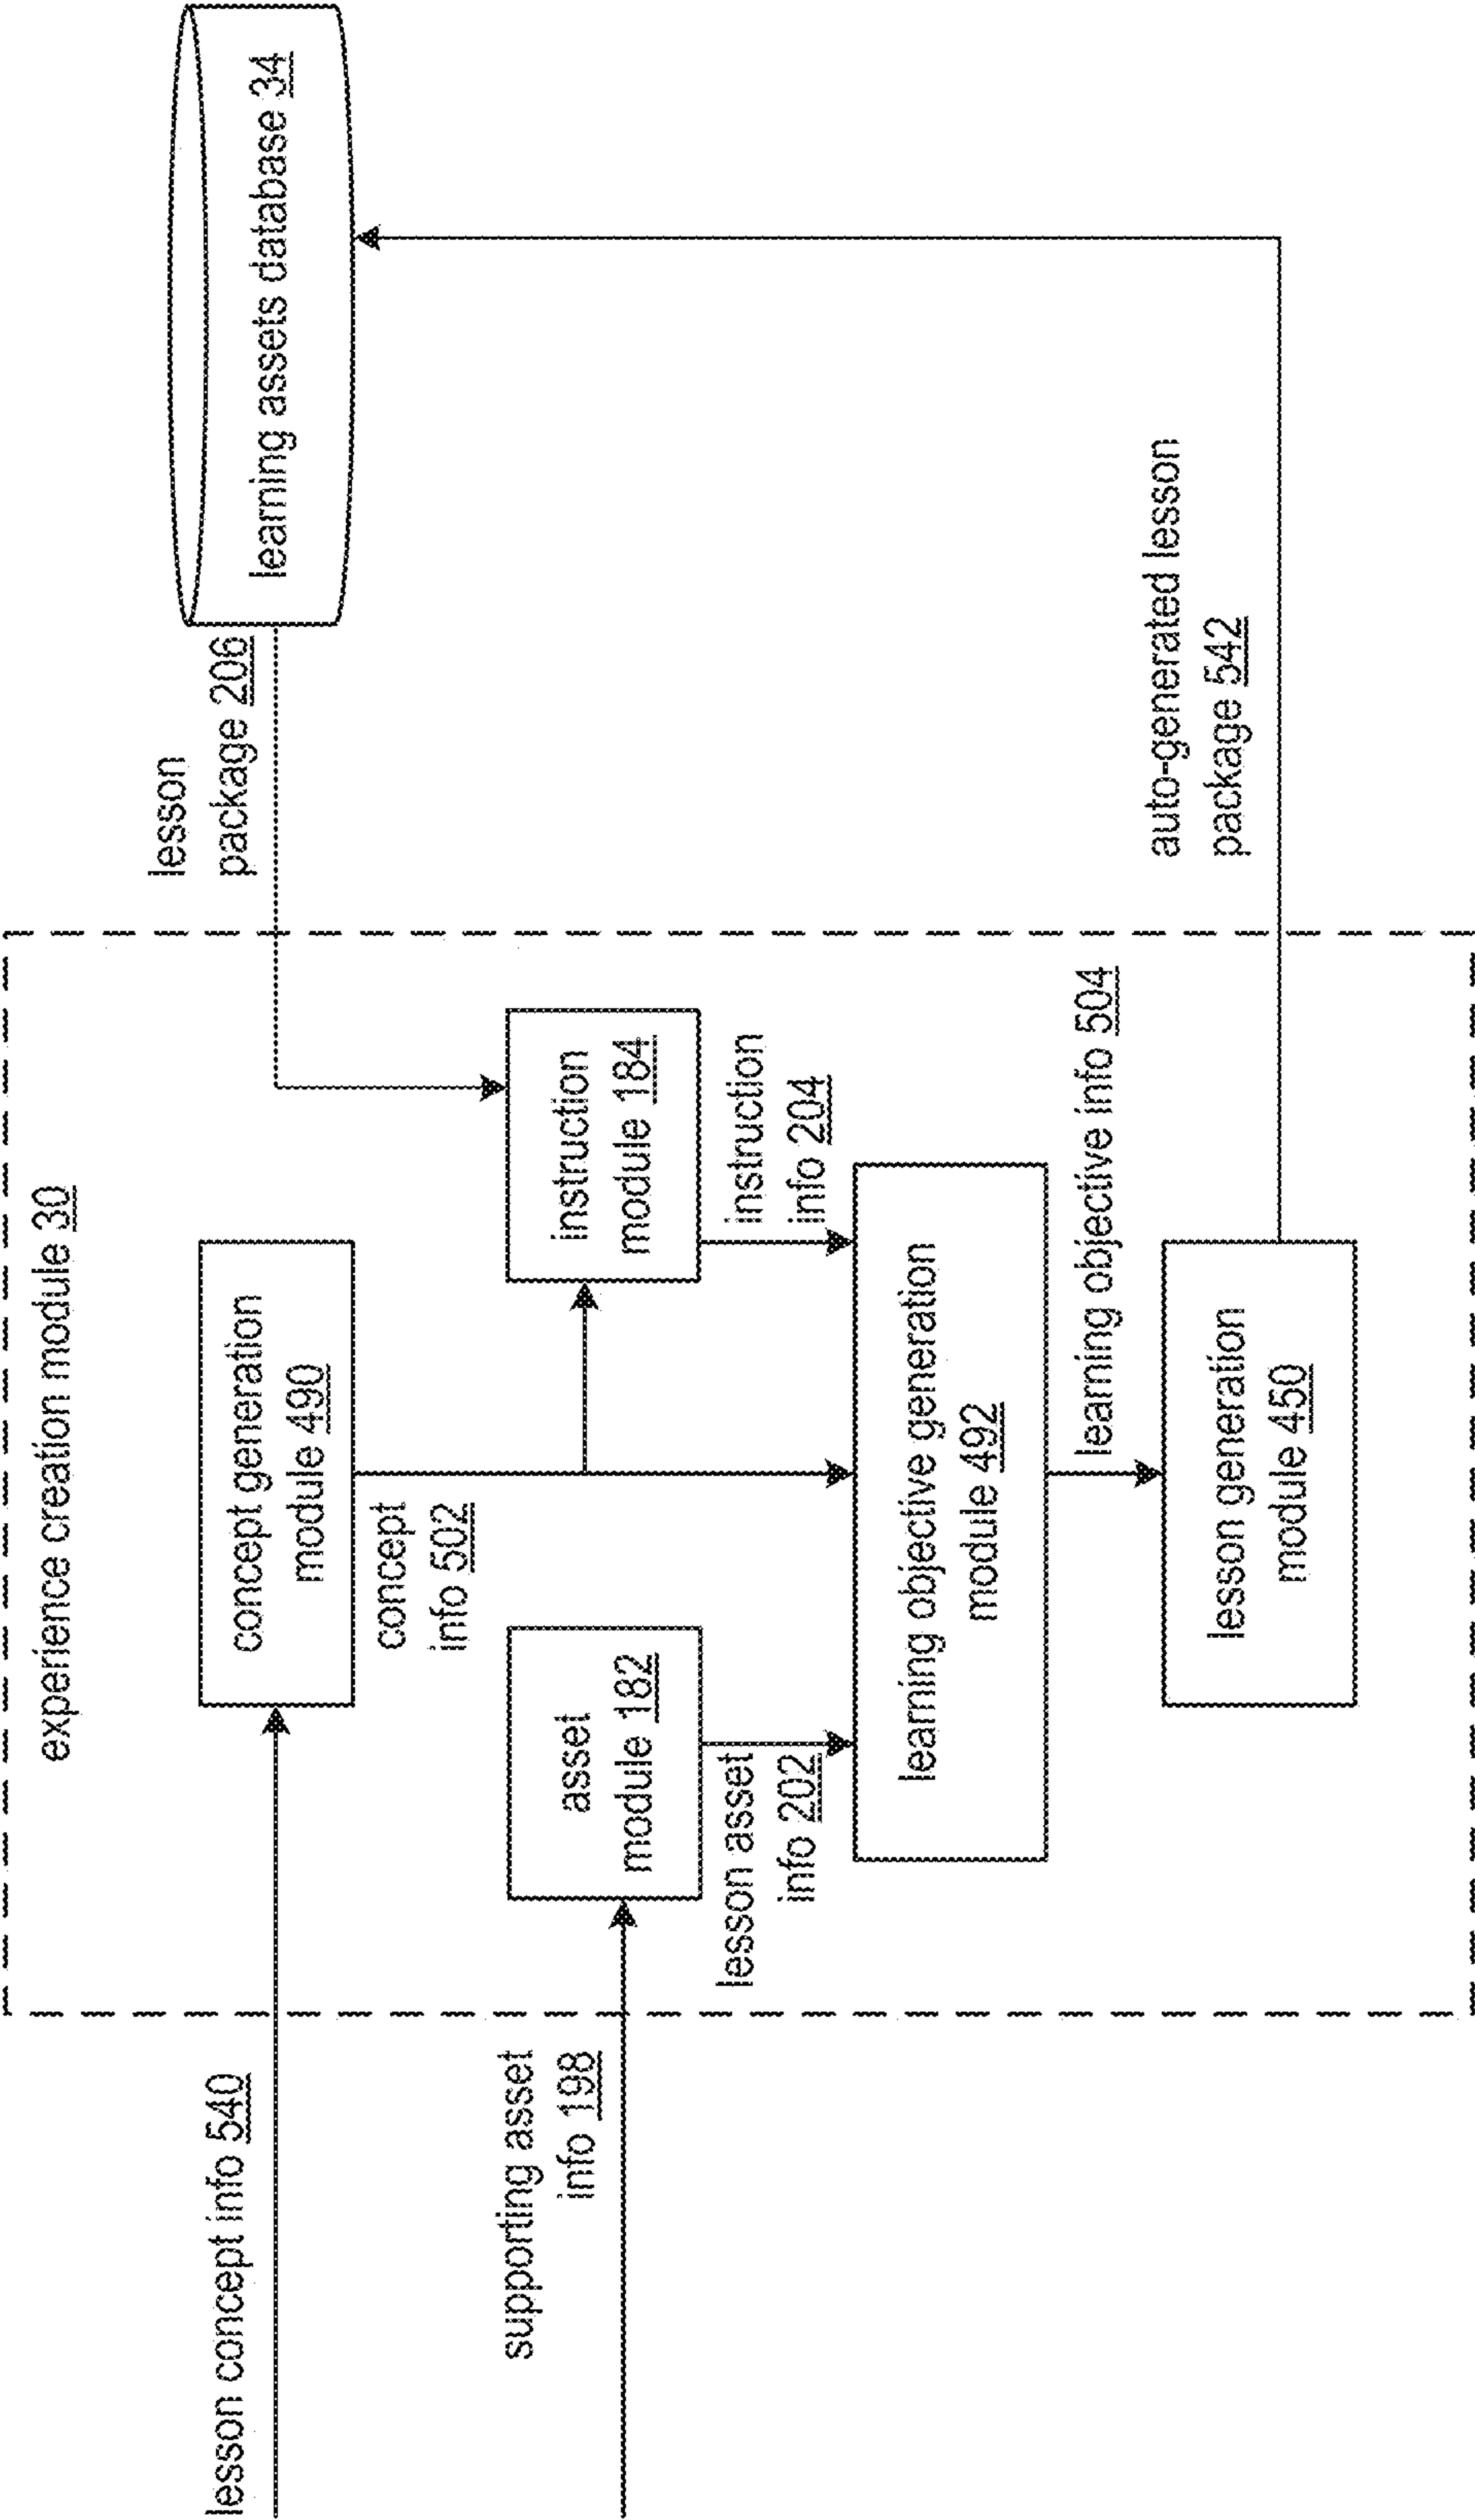 experience creation module 30
lesson concept info 540
concept generation
module 490
lesson
package 206
learning assets database 34
concept
info 502
supporting asset
info 198
asset
module 182
instruction
module 184
lesson asset
info 202
instruction
info 204
learning objective generation
module 492
learning objective info 504
lesson generation
module 450
auto-generated lesson
package 542